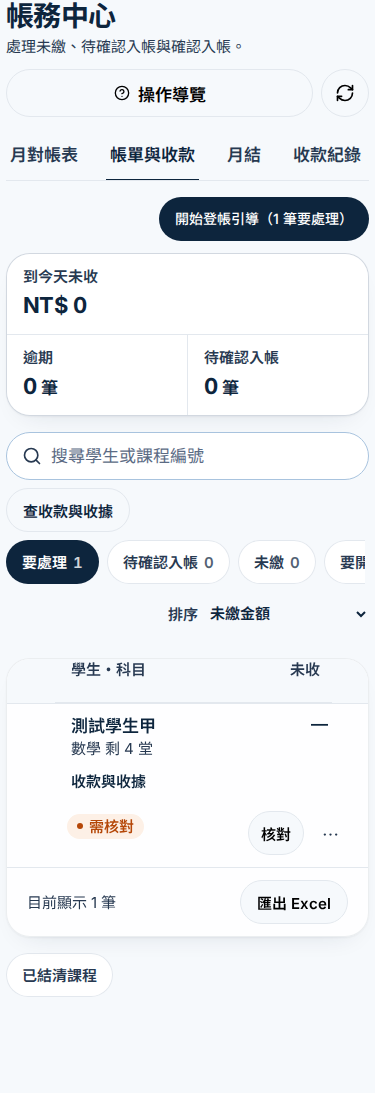 帳務中心
處理未繳、待確認入帳與確認入帳。
操作導覽
月對帳表 帳單與收款 月結 收款紀錄
開始登帳引導（1 筆要處理）
到今天未收
NT$ 0
逾期 待確認入帳
0 筆 0 筆
搜尋學生或課程編號
查收款與收據
要處理 1 待確認入帳 0 未繳 0 要開
排序 未繳金額
學生・科目 未收
測試學生甲 —
數學 剩 4 堂
收款與收據
需核對 核對 …
目前顯示 1 筆 匯出 Excel
已結清課程